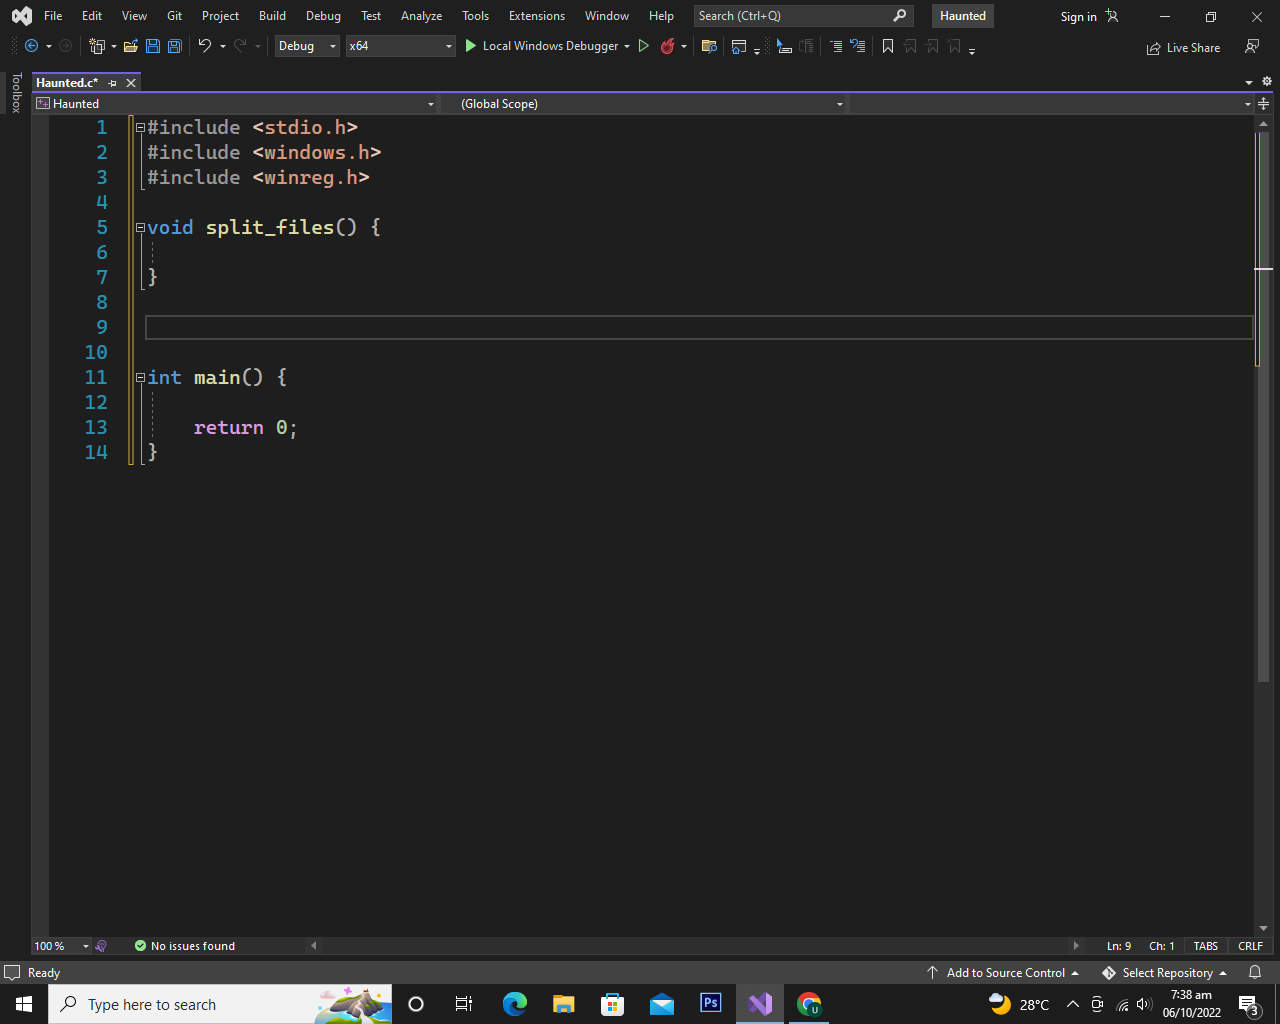 File Edit View Git Project Build Debug Test Analyze Tools Extensions Window Help Search (Ctrl+Q) Haunted Sign in
Debug x64 Local Windows Debugger Live Share
Toolbox
Haunted.c*
Haunted (Global Scope)
1 #include <stdio.h>
2 #include <windows.h>
3 #include <winreg.h>
4
5 void split_files() {
6
7 }
8
9
10
11 int main() {
12
13 return 0;
14 }
100 % No issues found Ln: 9 Ch: 1 TABS CRLF
Ready Add to Source Control Select Repository
Type here to search Ps U 28°C 7:38 am
06/10/2022 3